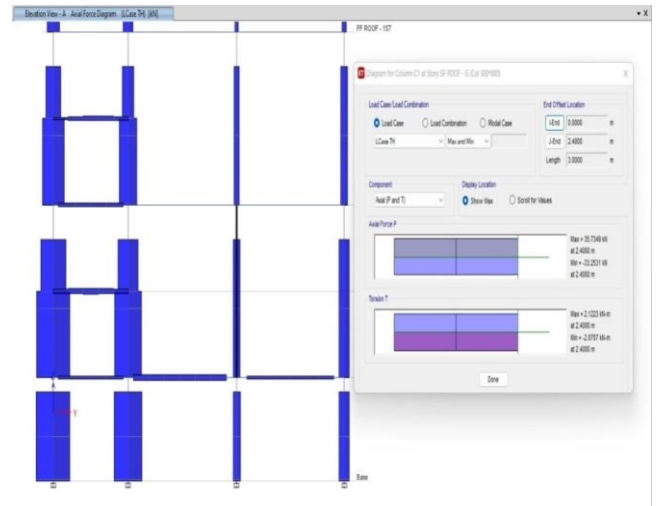 Elevation View - A Axial Force Diagram (LCase TH) [kN]
FF ROOF - 1ST
Diagram for Column C1 at Story GF ROOF - G (Col 300*600)
X
Load Case/Load Combination
Load Case
Load Combination
Modal Case
LCase TH
Max and Min
End Offset Location
I-End
0.0000
m
J-End
2.4000
m
Length
3.0000
m
Component
Axial (P and T)
Display Location
Show Max
Scroll for Values
Axial Force P
Max = 35.7349 kN
at 2.4000 m
Min = -33.2531 kN
at 2.4000 m
Torsion T
Max = 2.1223 kN-m
at 2.4000 m
Min = -2.0707 kN-m
at 2.4000 m
Done
Y
Base